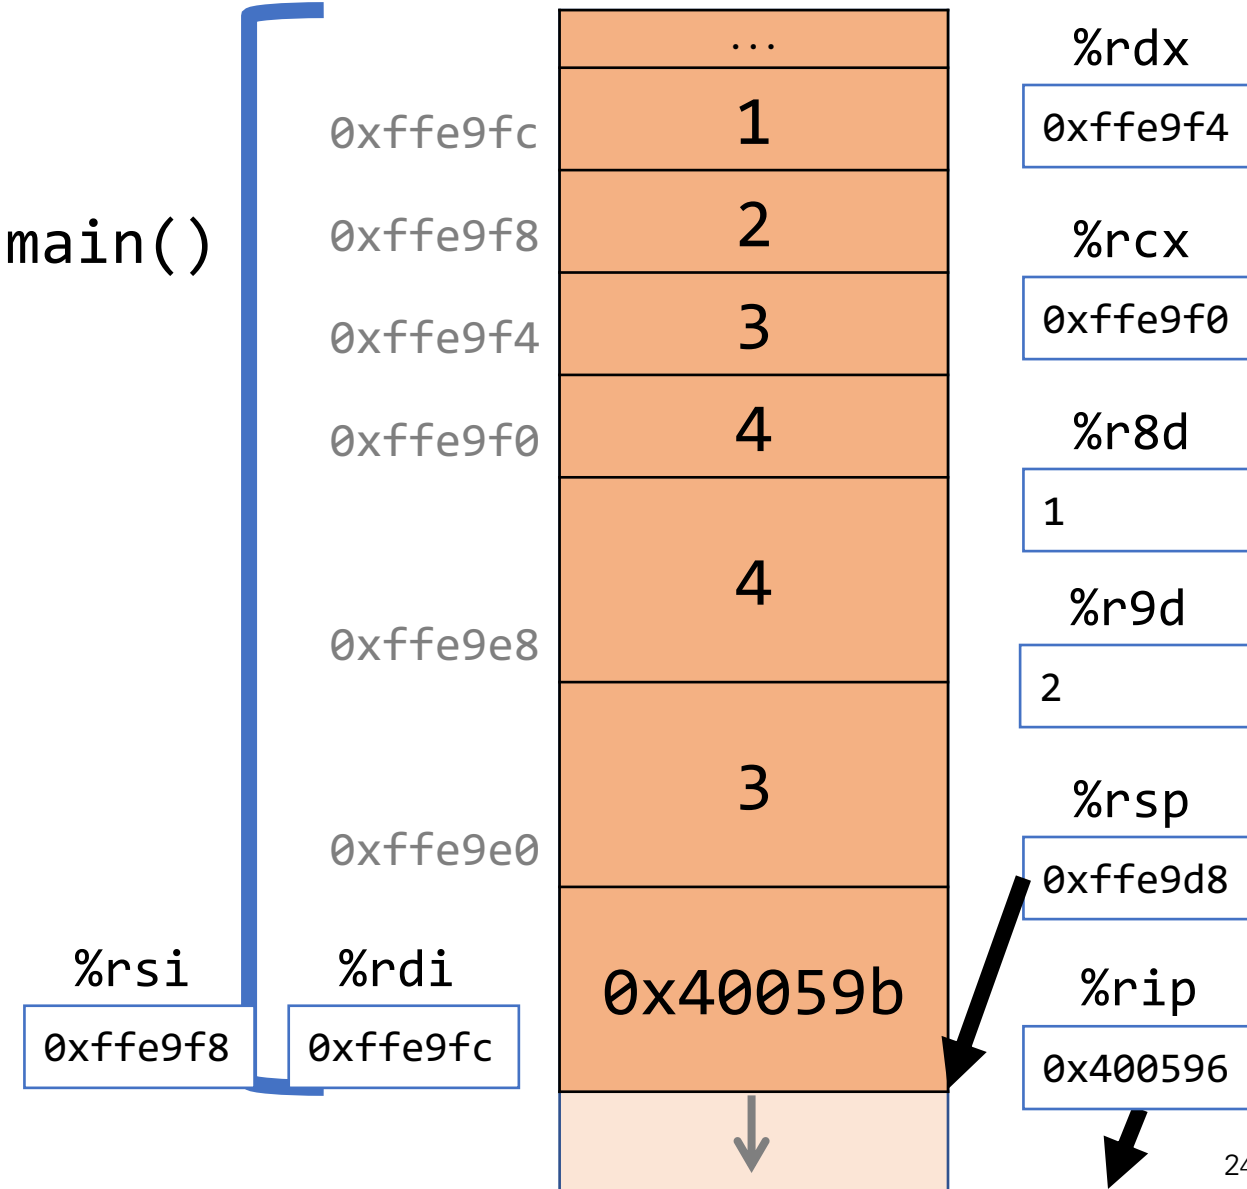 ...
%rdx
0xffe9fc
1
0xffe9f4
main()
0xffe9f8
2
%rcx
0xffe9f4
3
0xffe9f0
0xffe9f0
4
%r8d
1
0xffe9e8
4
%r9d
2
0xffe9e0
3
%rsp
0xffe9d8
%rsi
%rdi
0x40059b
%rip
0xffe9f8
0xffe9fc
0x400596
24